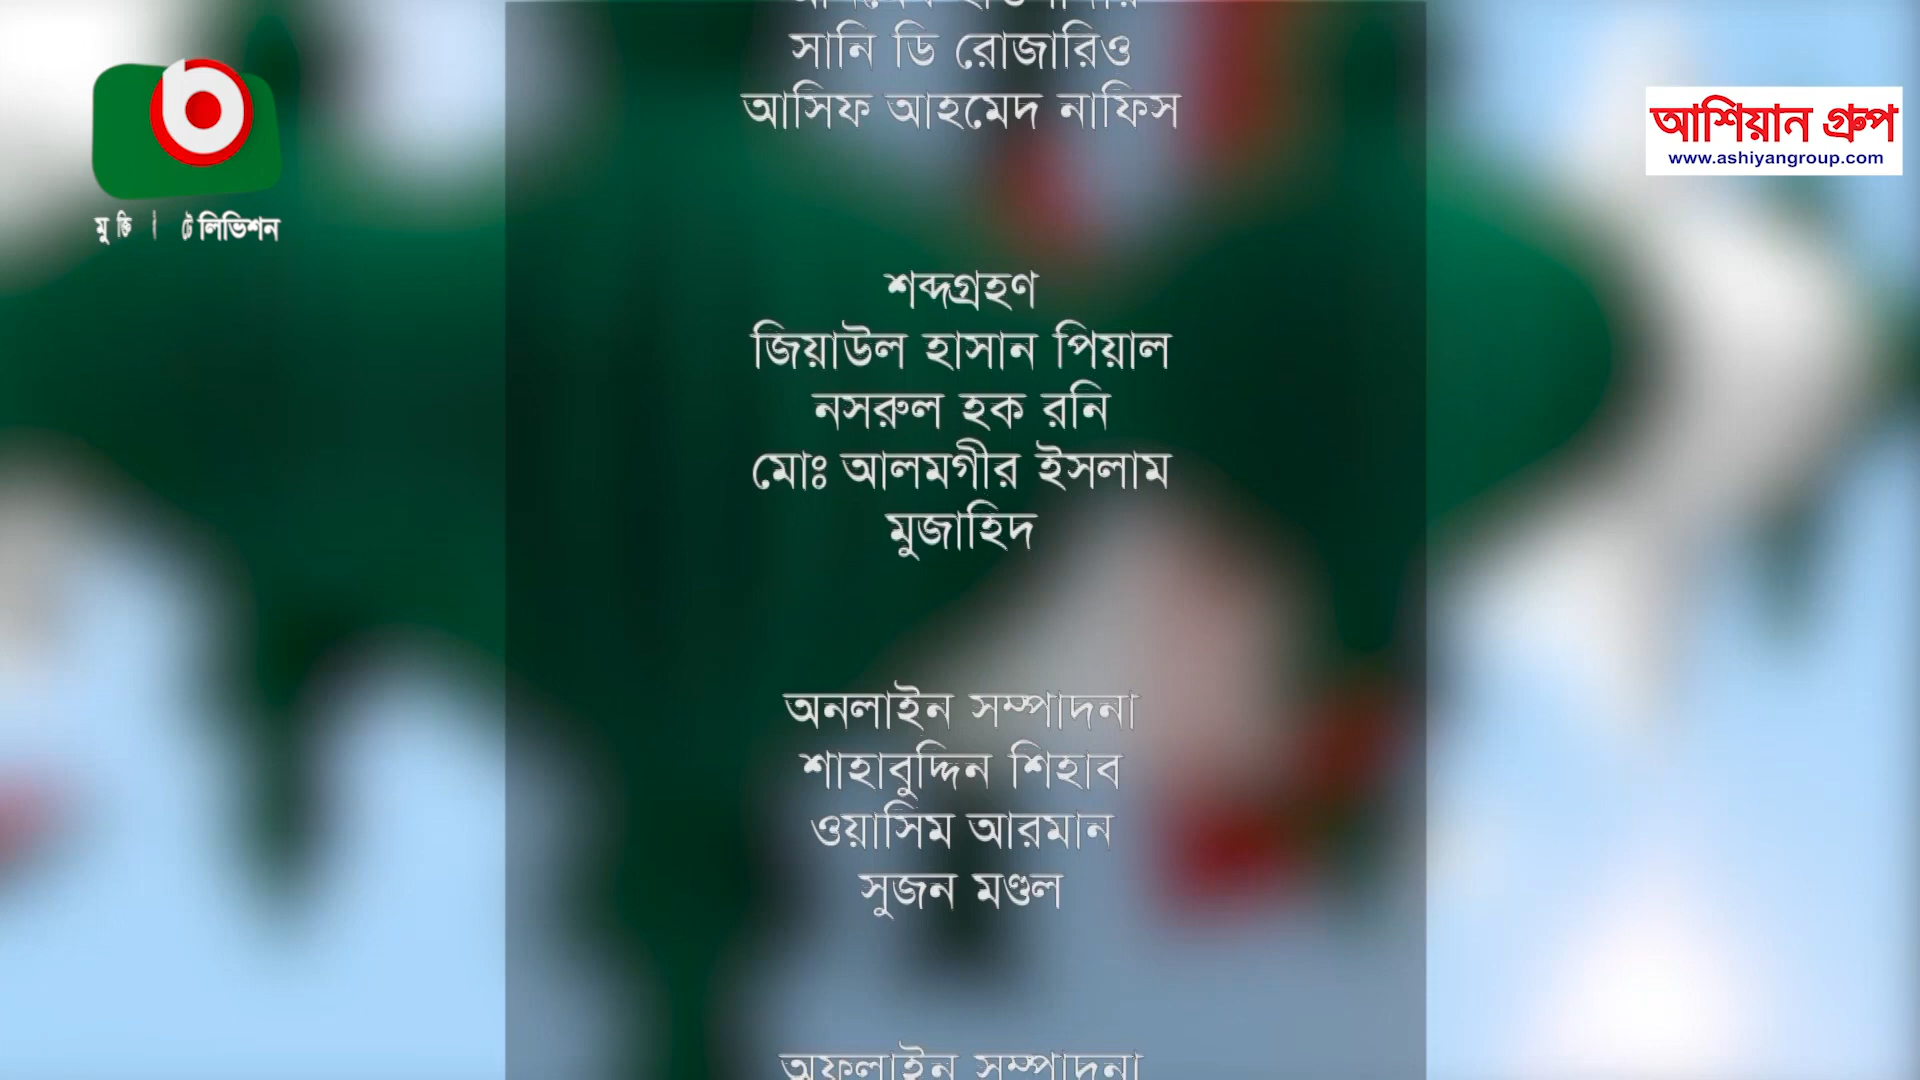 সানি ডি রোজারিও
আসিফ আহমেদ নাফিস
আশিয়ান গ্রুপ
www.ashiyangroup.com
টেলিভিশন
শব্দগ্রহণ
জিয়াউল হাসান পিয়াল
নসরুল হক রনি
মোঃ আলমগীর ইসলাম
মুজাহিদ
অনলাইন সম্পাদনা
শাহাবুদ্দিন শিহাব
ওয়াসিম আরমান
সুজন মণ্ডল
অফলাইন সম্পাদনা